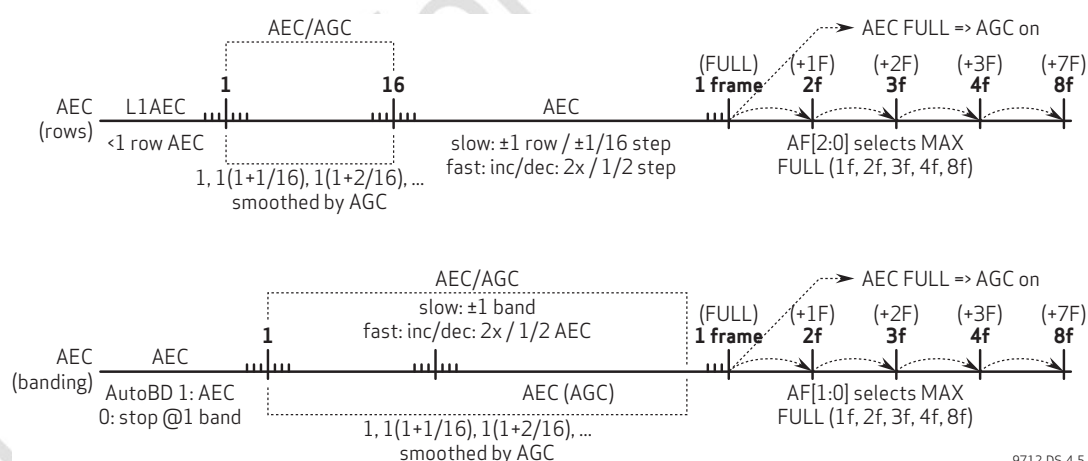 AEC/AGC
AEC FULL => AGC on
(FULL) (+1F) (+2F) (+3F) (+7F)
1 16 1 frame 2f 3f 4f 8f
AEC (rows)
L1AEC
<1 row AEC
AEC
slow: ±1 row / ±1/16 step
fast: inc/dec: 2x / 1/2 step
AF[2:0] selects MAX
FULL (1f, 2f, 3f, 4f, 8f)
1, 1(1+1/16), 1(1+2/16), ...
smoothed by AGC
AEC/AGC
AEC FULL => AGC on
slow: ±1 band
fast: inc/dec: 2x / 1/2 AEC
(FULL) (+1F) (+2F) (+3F) (+7F)
1 1 frame 2f 3f 4f 8f
AEC (banding)
AEC
AutoBD 1: AEC
0: stop @1 band
AEC (AGC)
AF[1:0] selects MAX
FULL (1f, 2f, 3f, 4f, 8f)
1, 1(1+1/16), 1(1+2/16), ...
smoothed by AGC